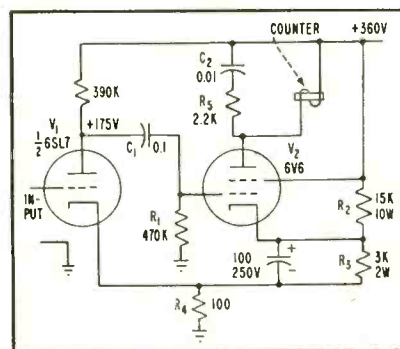 COUNTER
+360V
C2
0.01
R5
2.2K
390K
V1
½ 6SL7
+175V
C1
0.1
V2
6V6
IN-
PUT
R1
470K
R2
15K
10W
100
250V
+
-
R3
3K
2W
R4
100